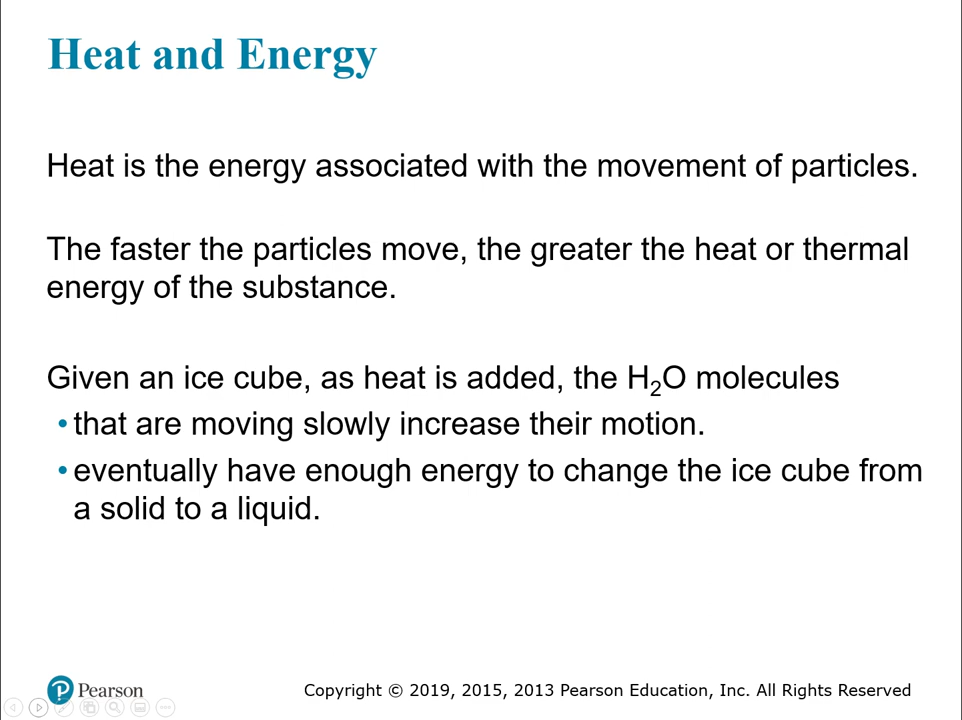 Heat and Energy
Heat is the energy associated with the movement of particles.
The faster the particles move, the greater the heat or thermal
energy of the substance.
Given an ice cube, as heat is added, the H₂O molecules
• that are moving slowly increase their motion.
• eventually have enough energy to change the ice cube from
a solid to a liquid.
Pearson
Copyright © 2019, 2015, 2013 Pearson Education, Inc. All Rights Reserved